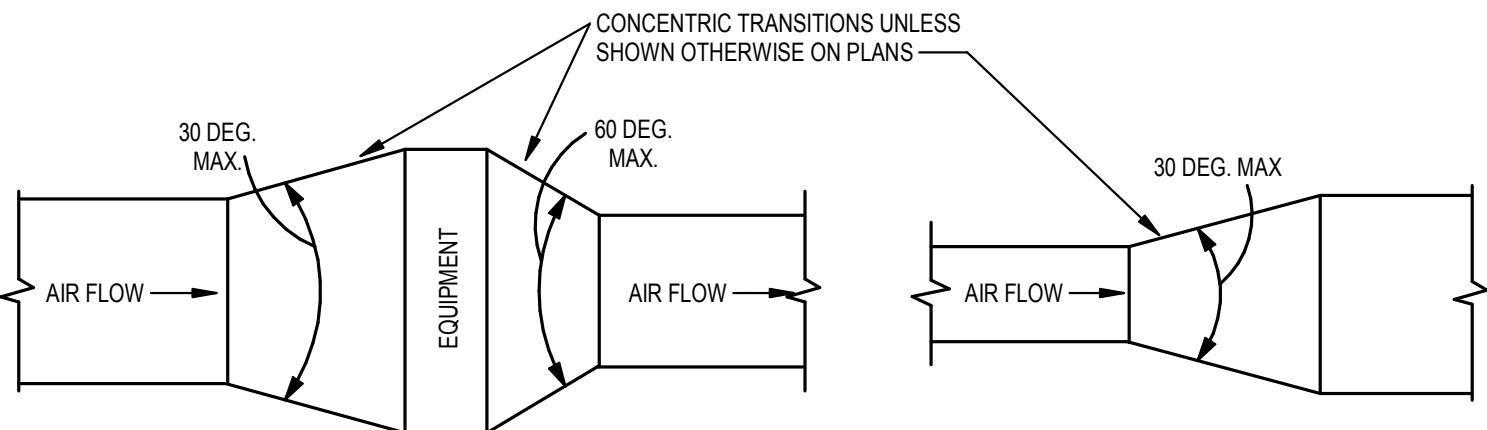 CONCENTRIC TRANSITIONS UNLESS
SHOWN OTHERWISE ON PLANS
30 DEG.
MAX.
60 DEG.
MAX.
30 DEG. MAX
AIR FLOW
EQUIPMENT
AIR FLOW
AIR FLOW